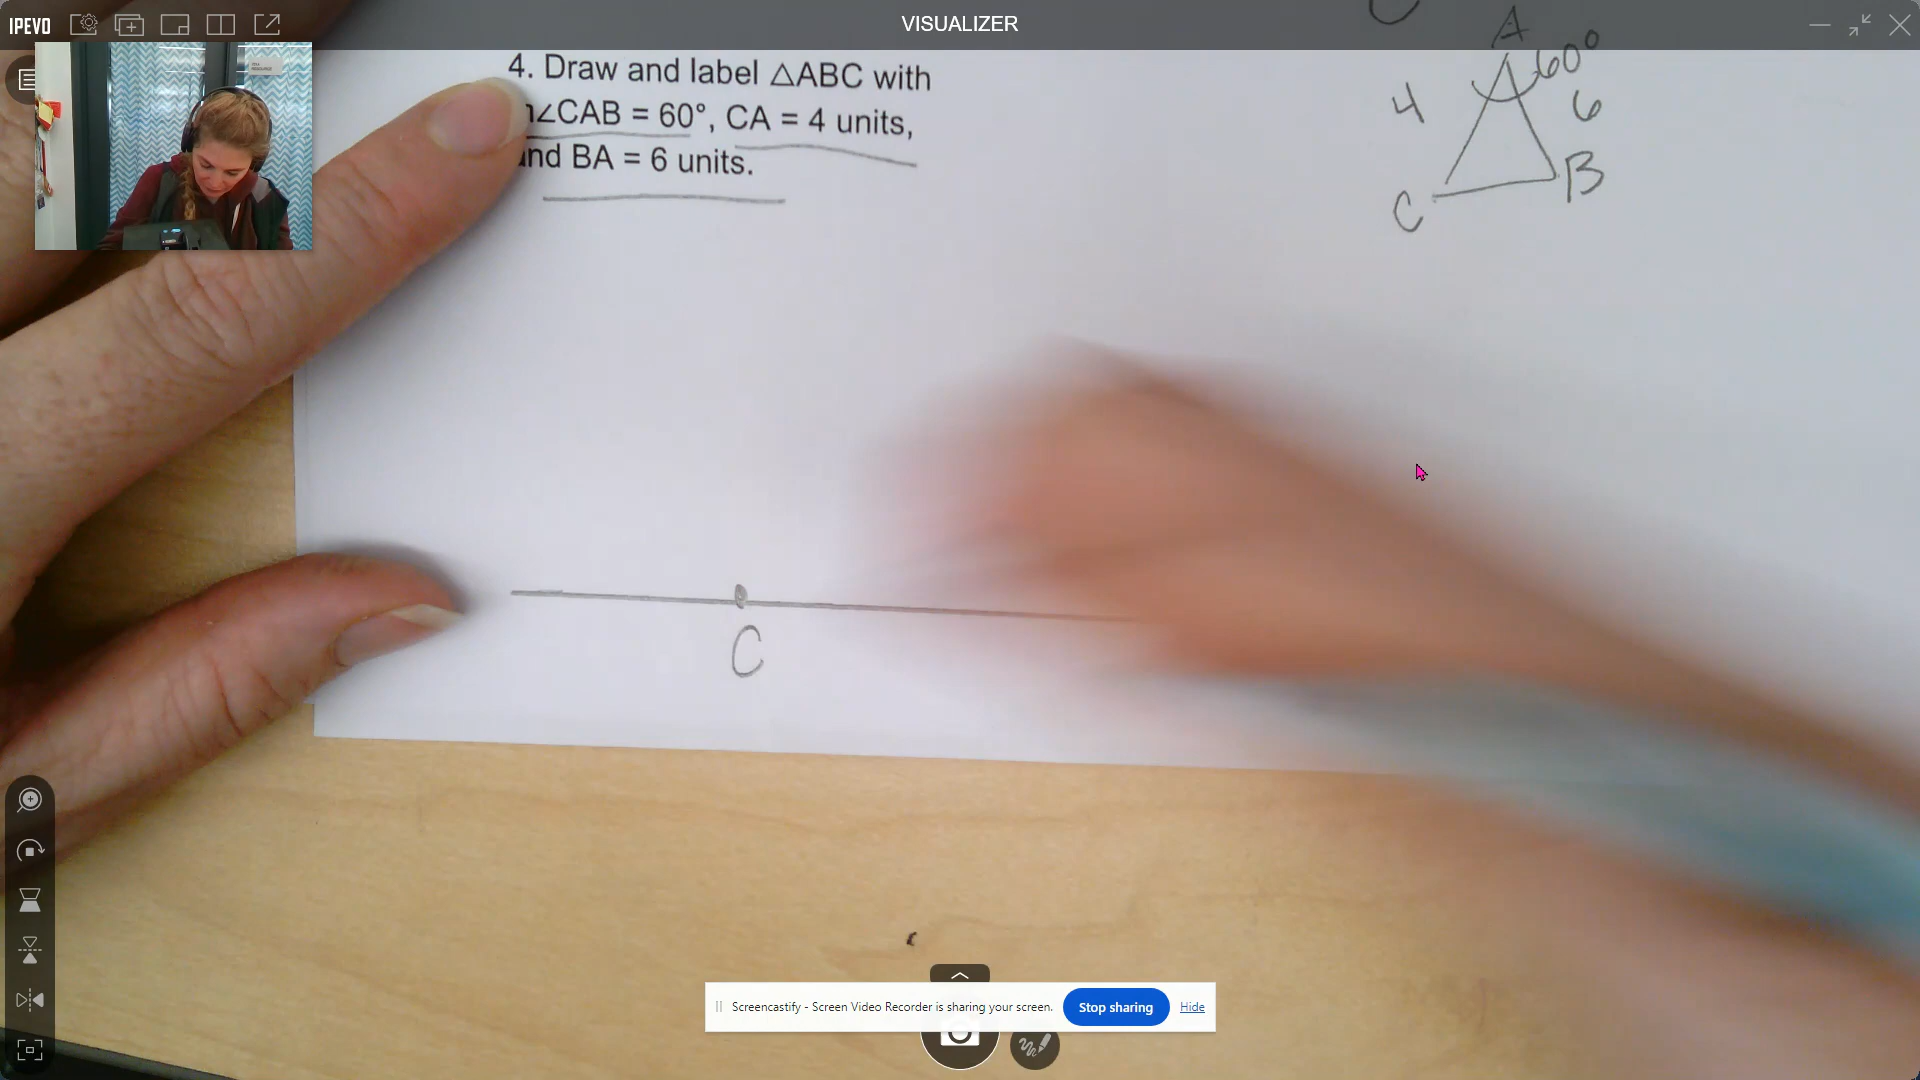 IPEVO
VISUALIZER
4. Draw and label △ABC with
∠CAB = 60°, CA = 4 units,
and BA = 6 units.
A
60°
4
6
B
C
C
Screencastify - Screen Video Recorder is sharing your screen.
Stop sharing
Hide